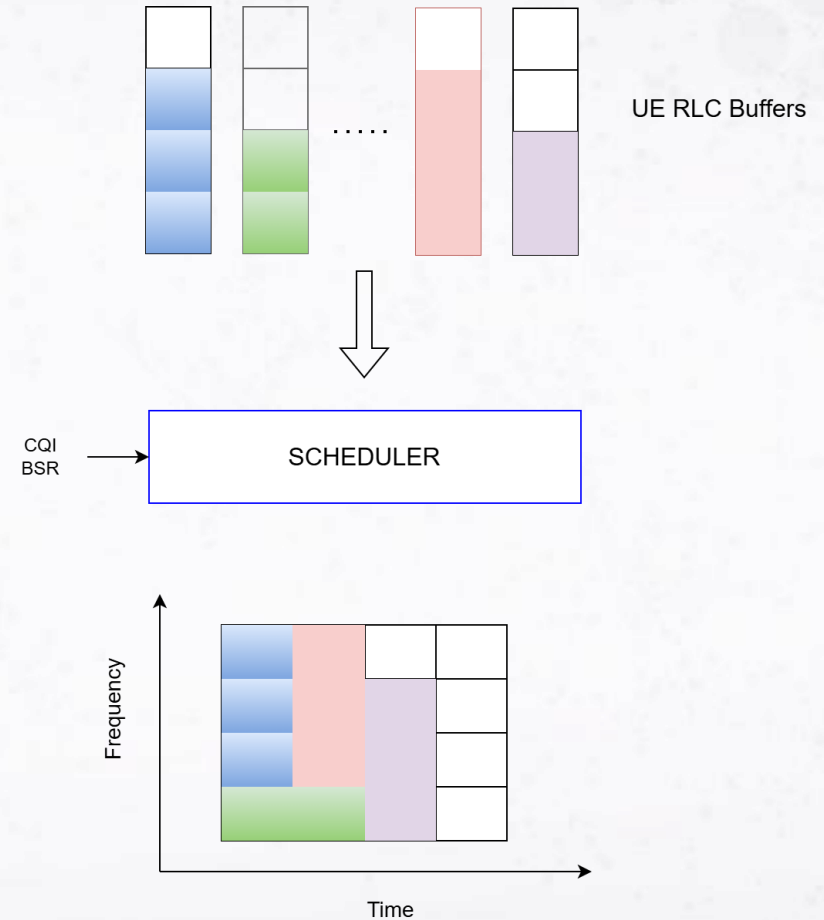 . . . . .
UE RLC Buffers
CQI
BSR
SCHEDULER
Frequency
Time